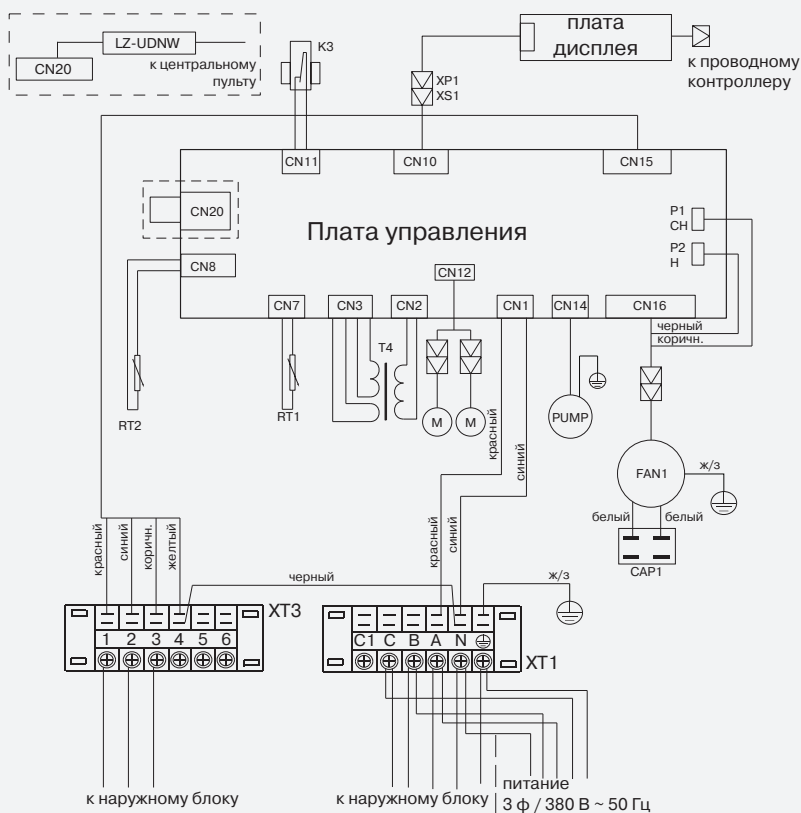 LZ-UDNW
CN20
к центральному
пульту
K3
XP1
XS1
плата
дисплея
к проводному
контроллеру
CN11
CN10
CN15
CN20
P1
CH
P2
H
Плата управления
CN8
CN12
CN7
CN3
CN2
CN1
CN14
CN16
черный
коричн.
T4
RT2
RT1
M
M
красный
синий
PUMP
FAN1
ж/з
белый
белый
CAP1
красный
синий
коричн.
желтый
черный
красный
синий
ж/з
XT3
1 2 3 4 5 6
C1 C B A N
XT1
к наружному блоку
к наружному блоку
питание
3 ф / 380 В ~ 50 Гц